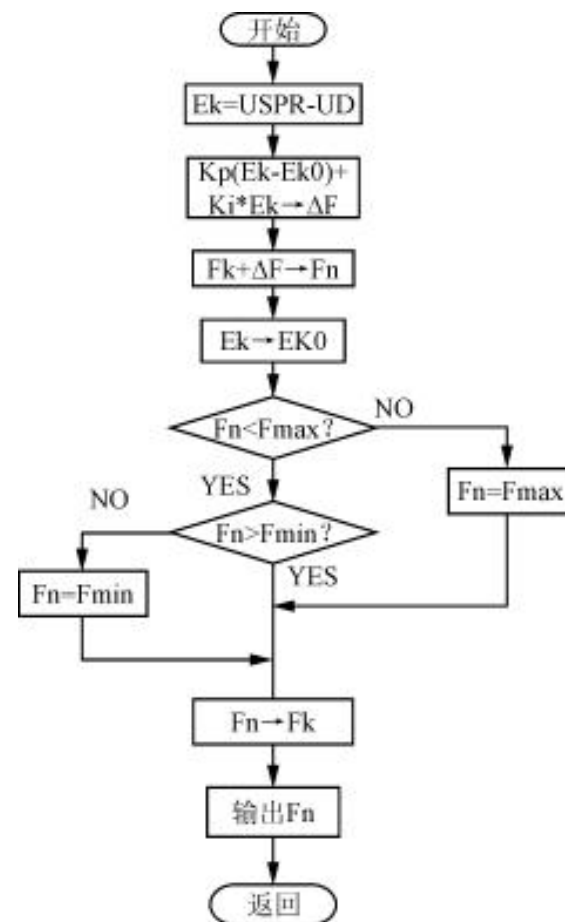 开始
Ek=USPR-UD
Kp(Ek-Ek0)+
Ki*Ek→ΔF
Fk+ΔF→Fn
Ek→EK0
Fn<Fmax?
NO
YES
Fn=Fmax
NO
Fn>Fmin?
YES
Fn=Fmin
Fn→Fk
输出Fn
返回